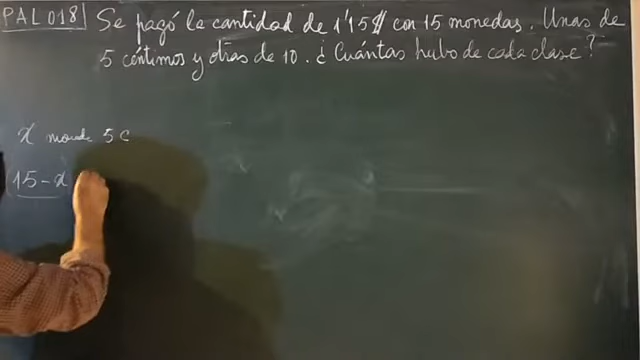 PAL 018 Se pagó la cantidad de 1'15 $ con 15 monedas. Unas de
5 céntimos y otras de 10. ¿Cuántas hubo de cada clase?
x 5 c
15-x